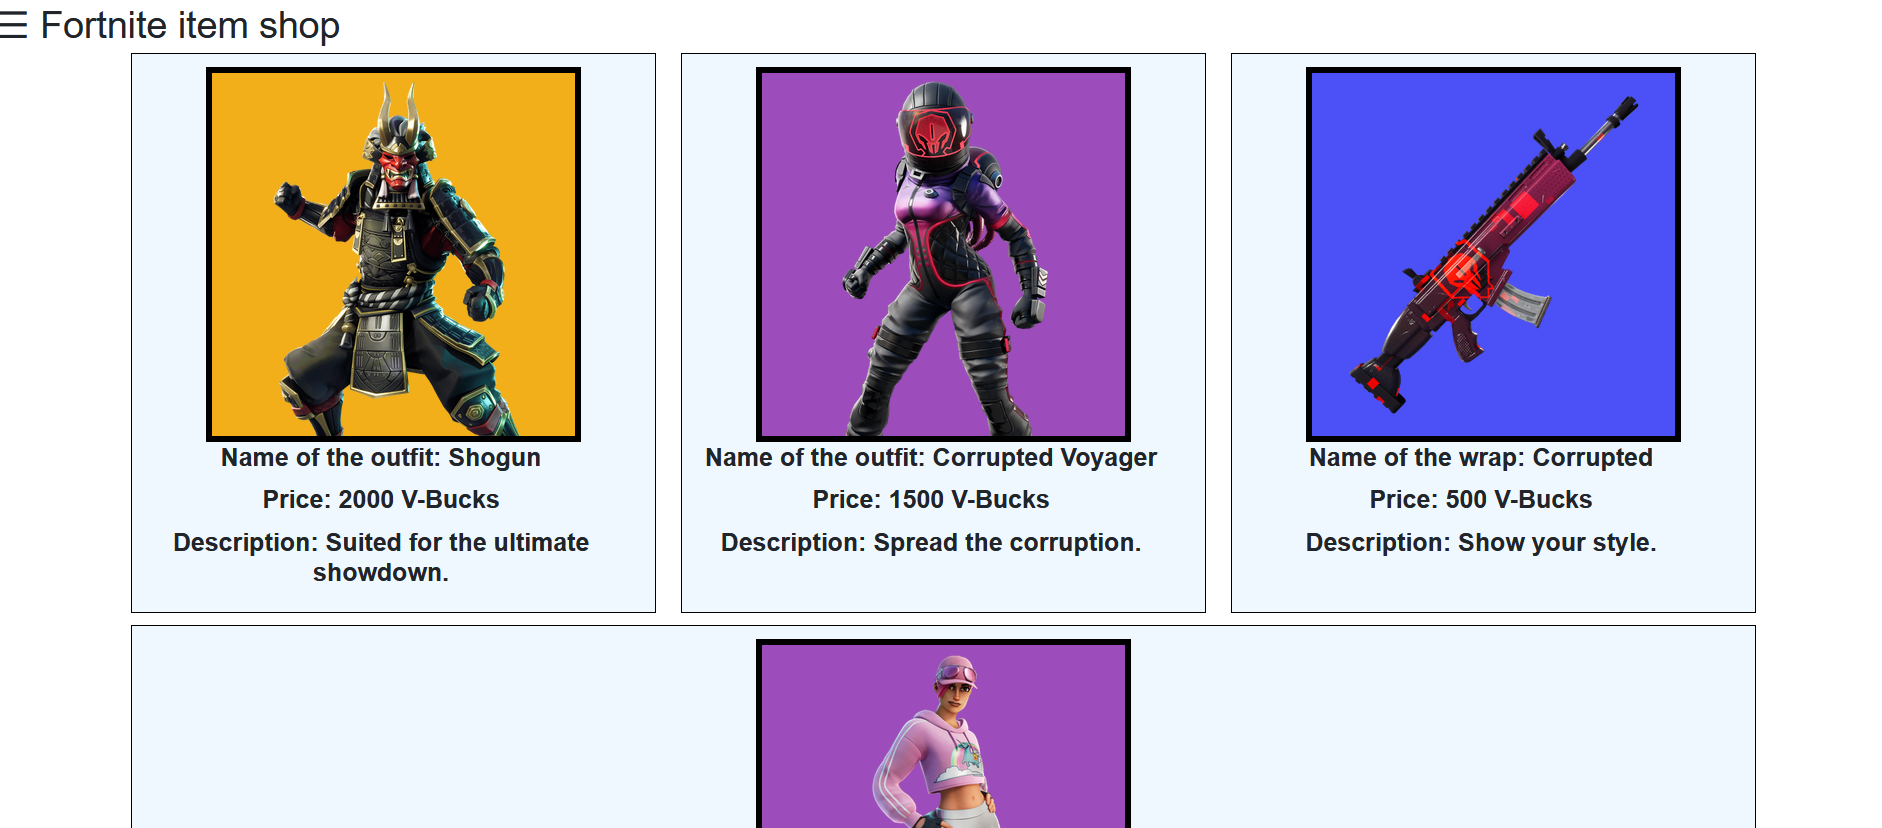 ☰ Fortnite item shop
Name of the outfit: Shogun
Price: 2000 V-Bucks
Description: Suited for the ultimate
showdown.
Name of the outfit: Corrupted Voyager
Price: 1500 V-Bucks
Description: Spread the corruption.
Name of the wrap: Corrupted
Price: 500 V-Bucks
Description: Show your style.